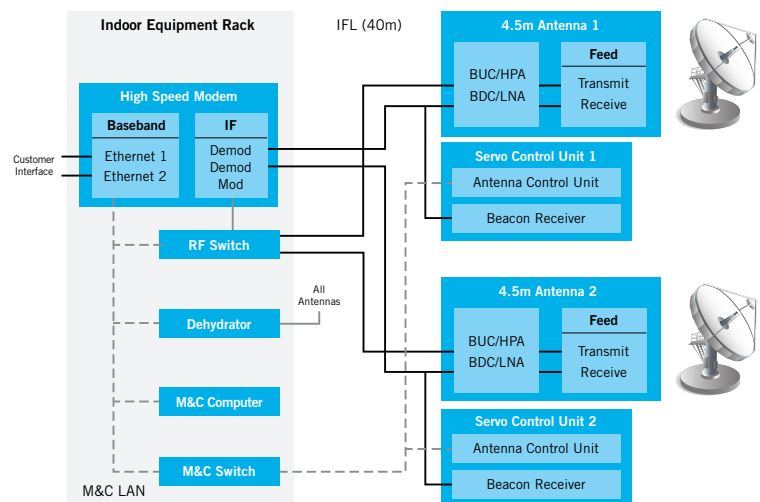 Indoor Equipment Rack
IFL (40m)
4.5m Antenna 1
BUC/HPA
BDC/LNA
Feed
Transmit
Receive
High Speed Modem
Baseband
Ethernet 1
Ethernet 2
IF
Demod
Demod
Mod
Customer
Interface
Servo Control Unit 1
Antenna Control Unit
Beacon Receiver
RF Switch
4.5m Antenna 2
BUC/HPA
BDC/LNA
Feed
Transmit
Receive
All
Antennas
Dehydrator
M&C Computer
Servo Control Unit 2
Antenna Control Unit
Beacon Receiver
M&C Switch
M&C LAN